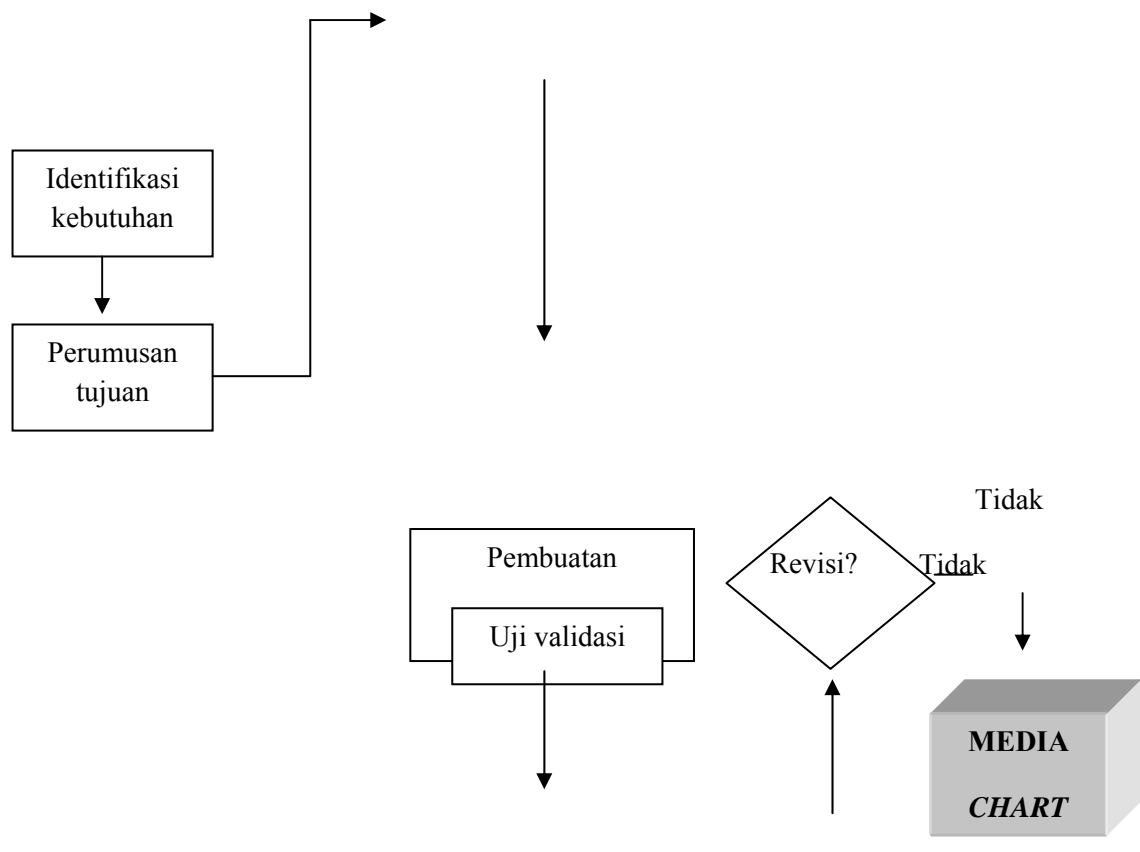 Identifikasi
kebutuhan
Perumusan
tujuan
Tidak
Pembuatan
Revisi?
Tidak
Uji validasi
MEDIA
CHART